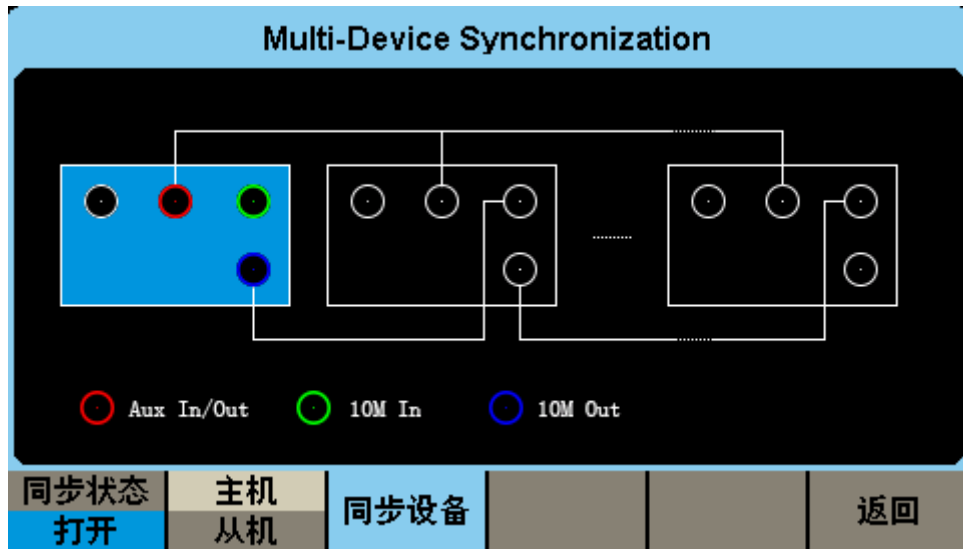 Multi-Device Synchronization
Aux In/Out 10M In 10M Out
同步状态 主机 同步设备 返回
打开 从机